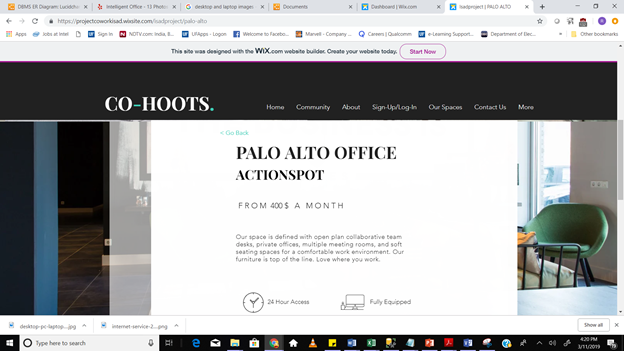 DBMS ER Diagram: Lucidcha
Intelligent Office - 13 Photos
desktop and laptop images
Documents
Dashboard | Wix.com
isadproject | PALO ALTO
https://projectcoworkisad.wixsite.com/isadproject/palo-alto
Apps
Jobs at Intel
Sign In
NDTV.com: India, B
UFApps - Logon
Welcome to Facebo
Marvell - Company
Careers | Qualcomm
e-Learning Support
Department of Elec
Other bookmarks
This site was designed with the WiX.com website builder. Create your website today. Start Now
CO-HOOTS.
Home Community About Sign-Up/Log-In Our Spaces Contact Us More
< Go Back
PALO ALTO OFFICE
ACTIONSPOT
FROM 400$ A MONTH
Our space is defined with open plan collaborative team
desks, private offices, multiple meeting rooms, and soft
seating spaces for a comfortable work environment. Our
furniture is top of the line. Love where you work.
24 Hour Access
Fully Equipped
desktop-pc-laptop....jpg
internet-service-2....png
Show all
Type here to search
4:20 PM
3/11/2019